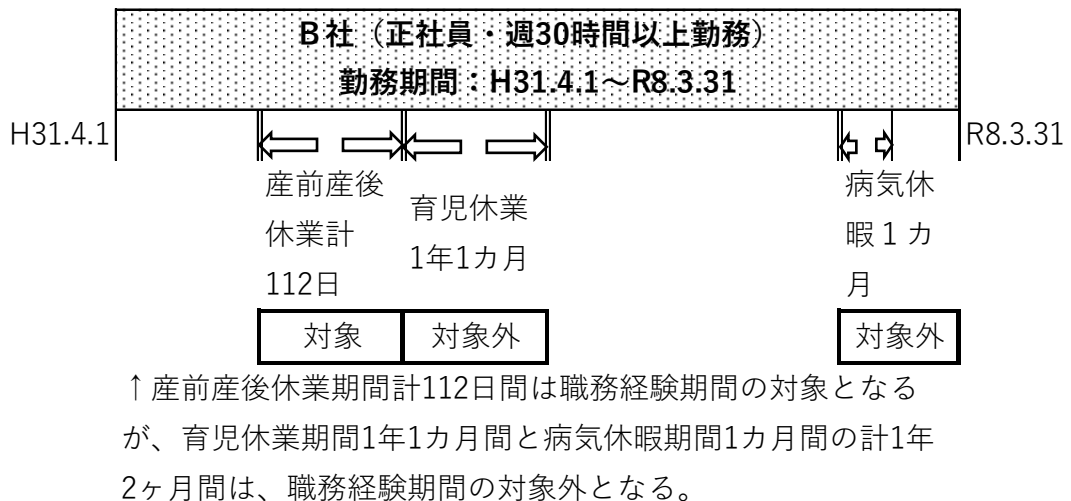 B社（正社員・週30時間以上勤務）
勤務期間：H31.4.1～R8.3.31
H31.4.1
R8.3.31
産前産後
休業計
112日
育児休業
1年1カ月
病気休
暇１カ
月
対象
対象外
対象外
↑産前産後休業期間計112日間は職務経験期間の対象となる
が、育児休業期間1年1カ月間と病気休暇期間1カ月間の計1年
2ヶ月間は、職務経験期間の対象外となる。